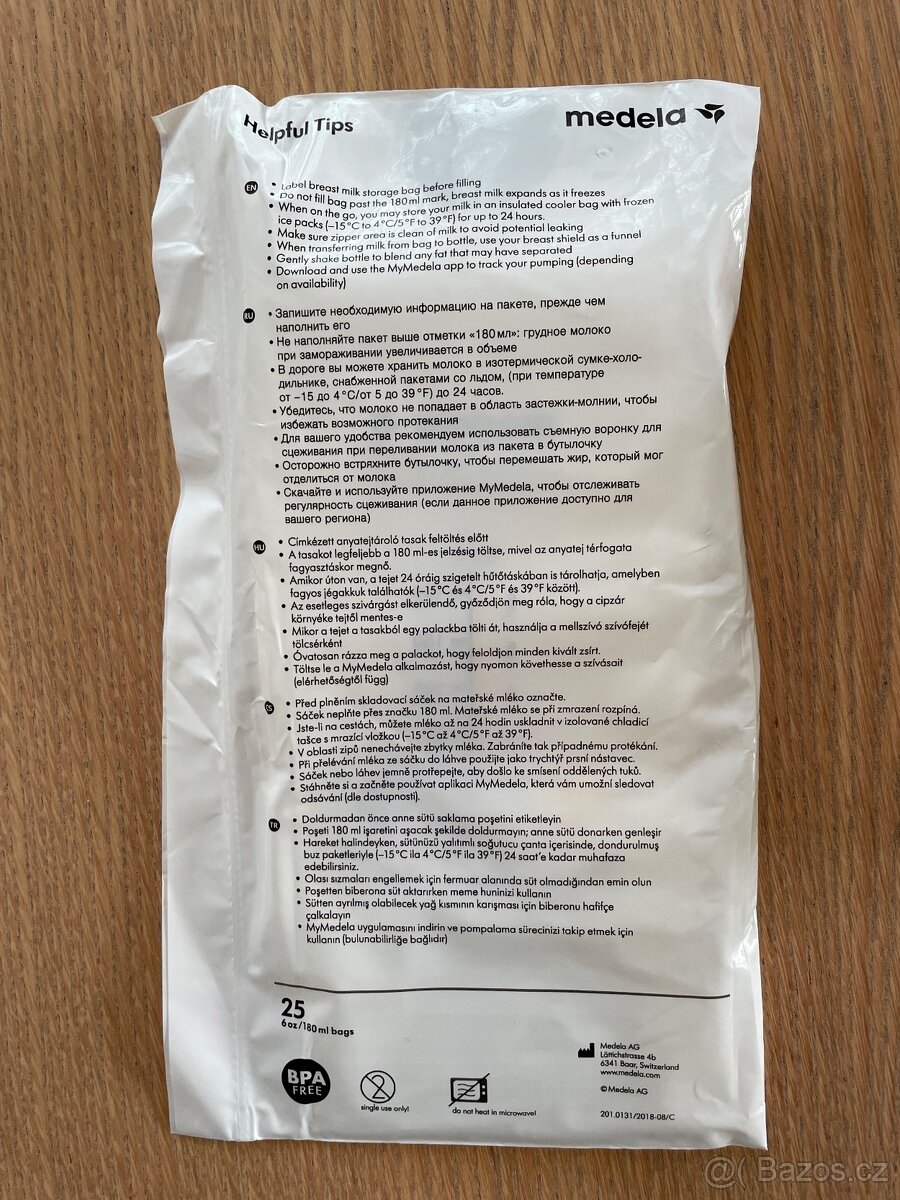 Helpful Tips
medela
EN
• Label breast milk storage bag before filling
• Do not fill bag past the 180 ml mark, breast milk expands as it freezes
• When on the go, you may store your milk in an insulated cooler bag with frozen
ice packs (–15°C to 4°C/5°F to 39°F) for up to 24 hours.
• Make sure zipper area is clean of milk to avoid potential leaking
• When transferring milk from bag to bottle, use your breast shield as a funnel
• Gently shake bottle to blend any fat that may have separated
• Download and use the MyMedela app to track your pumping (depending
on availability)
RU
• Запишите необходимую информацию на пакете, прежде чем
наполнить его
• Не наполняйте пакет выше отметки «180 мл»: грудное молоко
при замораживании увеличивается в объеме
• В дороге вы можете хранить молоко в изотермической сумке-холо-
дильнике, снабженной пакетами со льдом, (при температуре
от –15 до 4°C/от 5 до 39°F) до 24 часов.
• Убедитесь, что молоко не попадает в область застежки-молнии, чтобы
избежать возможного протекания
• Для вашего удобства рекомендуем использовать съемную воронку для
сцеживания при переливании молока из пакета в бутылочку
• Осторожно встряхните бутылочку, чтобы перемешать жир, который мог
отделиться от молока
• Скачайте и используйте приложение MyMedela, чтобы отслеживать
регулярность сцеживания (если данное приложение доступно для
вашего региона)
HU
• Címkézett anyatejtároló tasak feltöltés előtt
• A tasakot legfeljebb a 180 ml-es jelzésig töltse, mivel az anyatej térfogata
fagyasztáskor megnő.
• Amikor úton van, a tejet 24 óráig szigetelt hűtőtáskában is tárolhatja, amelyben
fagyos jégakkuk találhatók (–15°C és 4°C/5°F és 39°F között).
• Az esetleges szivárgást elkerülendő, győződjön meg róla, hogy a cipzár
környéke tejtől mentes-e
• Mikor a tejet a tasakból egy palackba tölti át, használja a mellszívó szívófejét
tölcsérként
• Óvatosan rázza meg a palackot, hogy feloldjon minden kivált zsírt.
• Töltse le a MyMedela alkalmazást, hogy nyomon követhesse a szívásait
(elérhetőségtől függ)
CS
• Před plněním skladovací sáček na mateřské mléko označte.
• Sáček neplňte přes značku 180 ml. Mateřské mléko se při zmrazení rozpíná.
• Jste-li na cestách, můžete mléko až na 24 hodin uskladnit v izolované chladicí
tašce s mrazící vložkou (–15°C až 4°C/5°F až 39°F).
• V oblasti zipů nenechávejte zbytky mléka. Zabráníte tak případnému protékání.
• Při přelévání mléka ze sáčku do láhve použijte jako trychtýř prsní nástavec.
• Sáček nebo láhev jemně protřepejte, aby došlo ke smísení oddělených tuků.
• Stáhněte si a začněte používat aplikaci MyMedela, která vám umožní sledovat
odsávání (dle dostupnosti).
TR
• Doldurmadan önce anne sütü saklama poşetini etiketleyin
• Poşeti 180 ml işaretini aşacak şekilde doldurmayın; anne sütü donarken genleşir
• Hareket halindeyken, sütünüzü yalıtımlı soğutucu çanta içerisinde, dondurulmuş
buz paketleriyle (–15°C ila 4°C/5°F ila 39°F) 24 saat'e kadar muhafaza
edebilirsiniz.
• Olası sızmaları engellemek için fermuar alanında süt olmadığından emin olun
• Poşetten biberona süt aktarırken meme huninizi kullanın
• Sütten ayrılmış olabilecek yağ kısmının karışması için biberonu hafifçe
çalkalayın
• MyMedela uygulamasını indirin ve pompalama sürecinizi takip etmek için
kullanın (bulunabilirliğe bağlıdır)
25
6 oz/180 ml bags
BPA
FREE
2
single use only!
do not heat in microwave!
Medela AG
Lättichstrasse 4b
6341 Baar, Switzerland
www.medela.com
© Medela AG
201.0131/2018-08/C
@( Bazos.cz